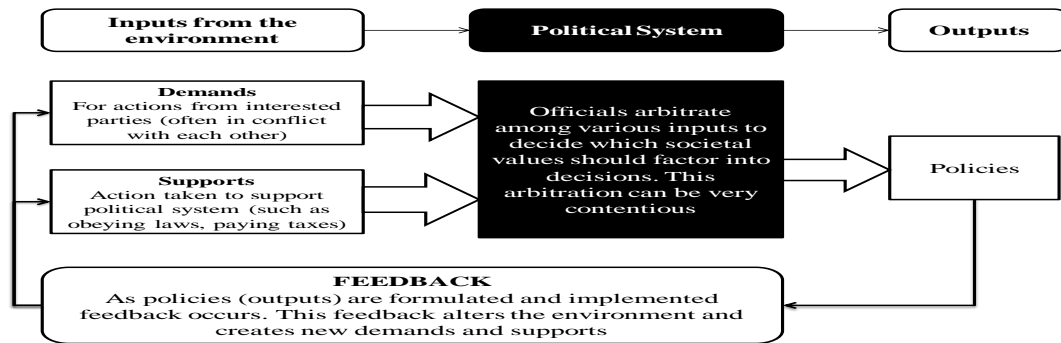 Inputs from the
environment
Political System
Outputs
Demands
For actions from interested
parties (often in conflict
with each other)
Supports
Action taken to support
political system (such as
obeying laws, paying taxes)
Officials arbitrate
among various inputs to
decide which societal
values should factor into
decisions. This
arbitration can be very
contentious
Policies
FEEDBACK
As policies (outputs) are formulated and implemented
feedback occurs. This feedback alters the environment and
creates new demands and supports